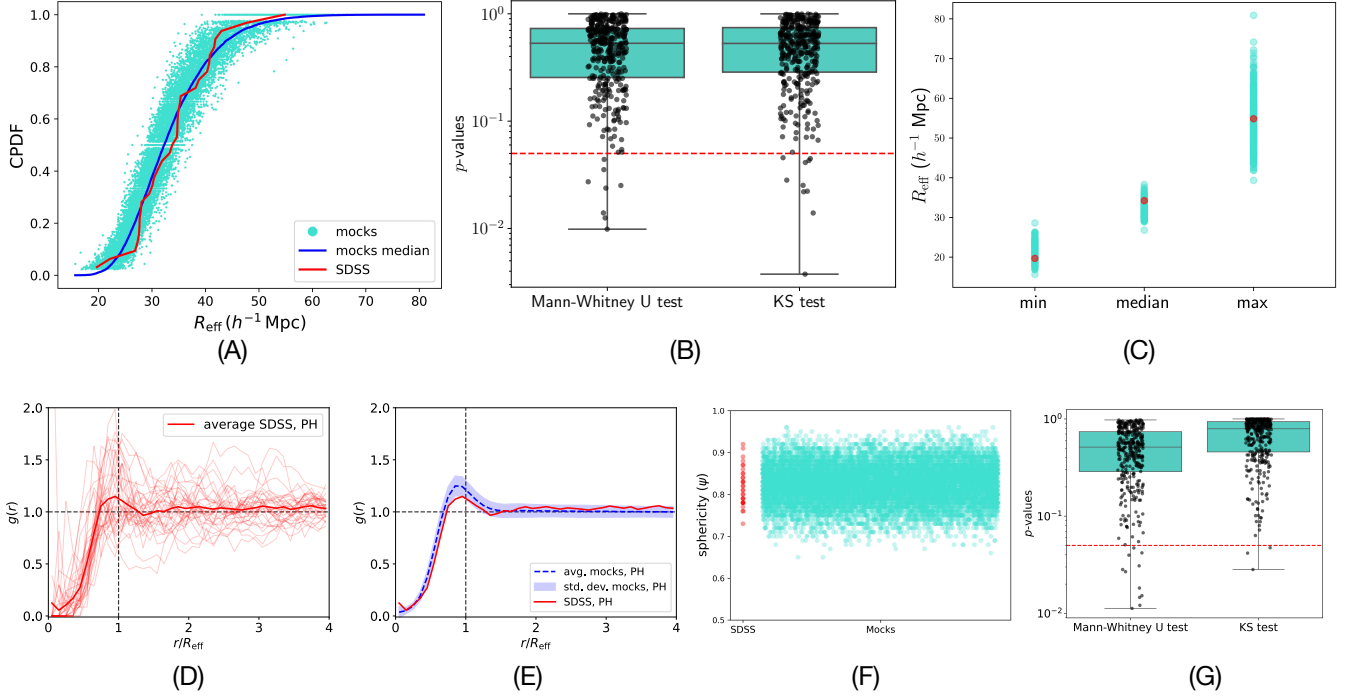 1.0
0.8
0.6
0.4
0.2
0.0
CPDF
mocks
mocks median
SDSS
20 30 40 50 60 70 80
R_eff (h⁻¹ Mpc)
(A)
10⁰
10⁻¹
10⁻²
p-values
Mann-Whitney U test KS test
(B)
80
70
60
50
40
30
20
R_eff (h⁻¹ Mpc)
min median max
(C)
2.0
1.5
1.0
0.5
0.0
g(r)
average SDSS, PH
0 1 2 3 4
r/R_eff
(D)
2.0
1.5
1.0
0.5
0.0
g(r)
avg. mocks, PH
std. dev. mocks, PH
SDSS, PH
0 1 2 3 4
r/R_eff
(E)
1.0
0.9
0.8
0.7
0.6
0.5
sphericity (ψ)
SDSS Mocks
(F)
10⁰
10⁻¹
10⁻²
p-values
Mann-Whitney U test KS test
(G)